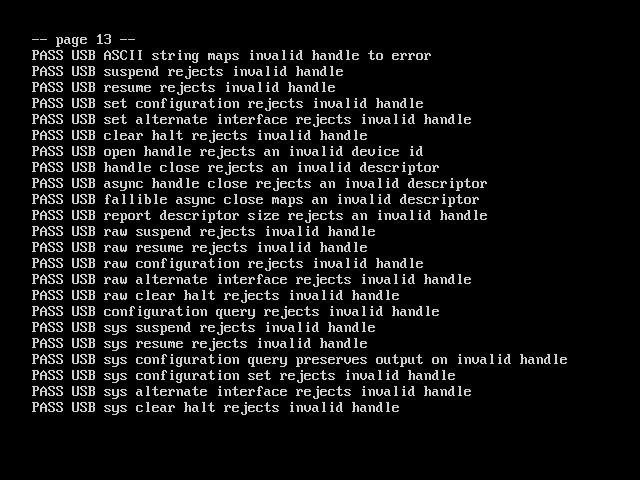 -- page 13 --
PASS USB ASCII string maps invalid handle to error
PASS USB suspend rejects invalid handle
PASS USB resume rejects invalid handle
PASS USB set configuration rejects invalid handle
PASS USB set alternate interface rejects invalid handle
PASS USB clear halt rejects invalid handle
PASS USB open handle rejects an invalid device id
PASS USB handle close rejects an invalid descriptor
PASS USB async handle close rejects an invalid descriptor
PASS USB fallible async close maps an invalid descriptor
PASS USB report descriptor size rejects an invalid handle
PASS USB raw suspend rejects invalid handle
PASS USB raw resume rejects invalid handle
PASS USB raw configuration rejects invalid handle
PASS USB raw alternate interface rejects invalid handle
PASS USB raw clear halt rejects invalid handle
PASS USB configuration query rejects invalid handle
PASS USB sys suspend rejects invalid handle
PASS USB sys resume rejects invalid handle
PASS USB sys configuration query preserves output on invalid handle
PASS USB sys configuration set rejects invalid handle
PASS USB sys alternate interface rejects invalid handle
PASS USB sys clear halt rejects invalid handle